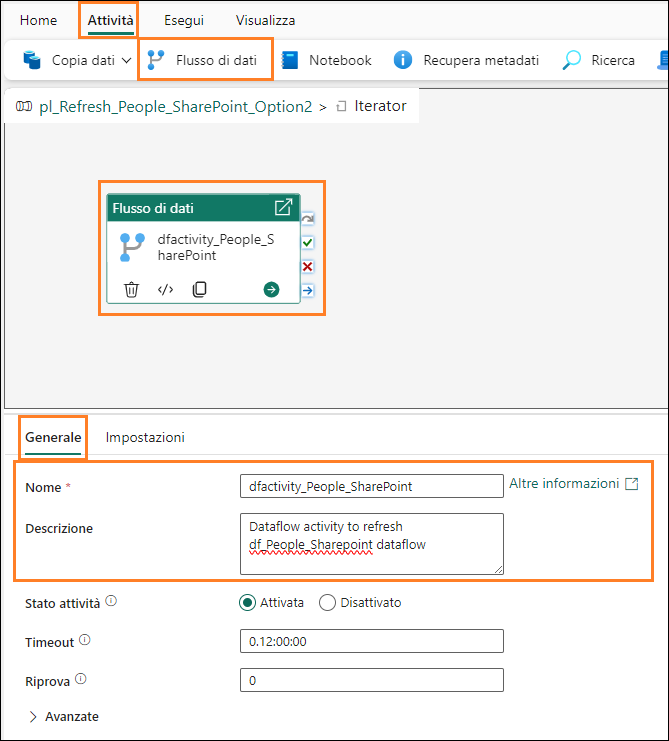 Home Attività Esegui Visualizza
Copia dati Flusso di dati Notebook Recupera metadati Ricerca
pl_Refresh_People_SharePoint_Option2 > Iterator
Flusso di dati
dfactivity_People_S
harePoint
Generale Impostazioni
Nome * dfactivity_People_SharePoint Altre informazioni
Descrizione Dataflow activity to refresh
df_People_Sharepoint dataflow
Stato attività Attivata Disattivato
Timeout 0.12:00:00
Riprova 0
Avanzate